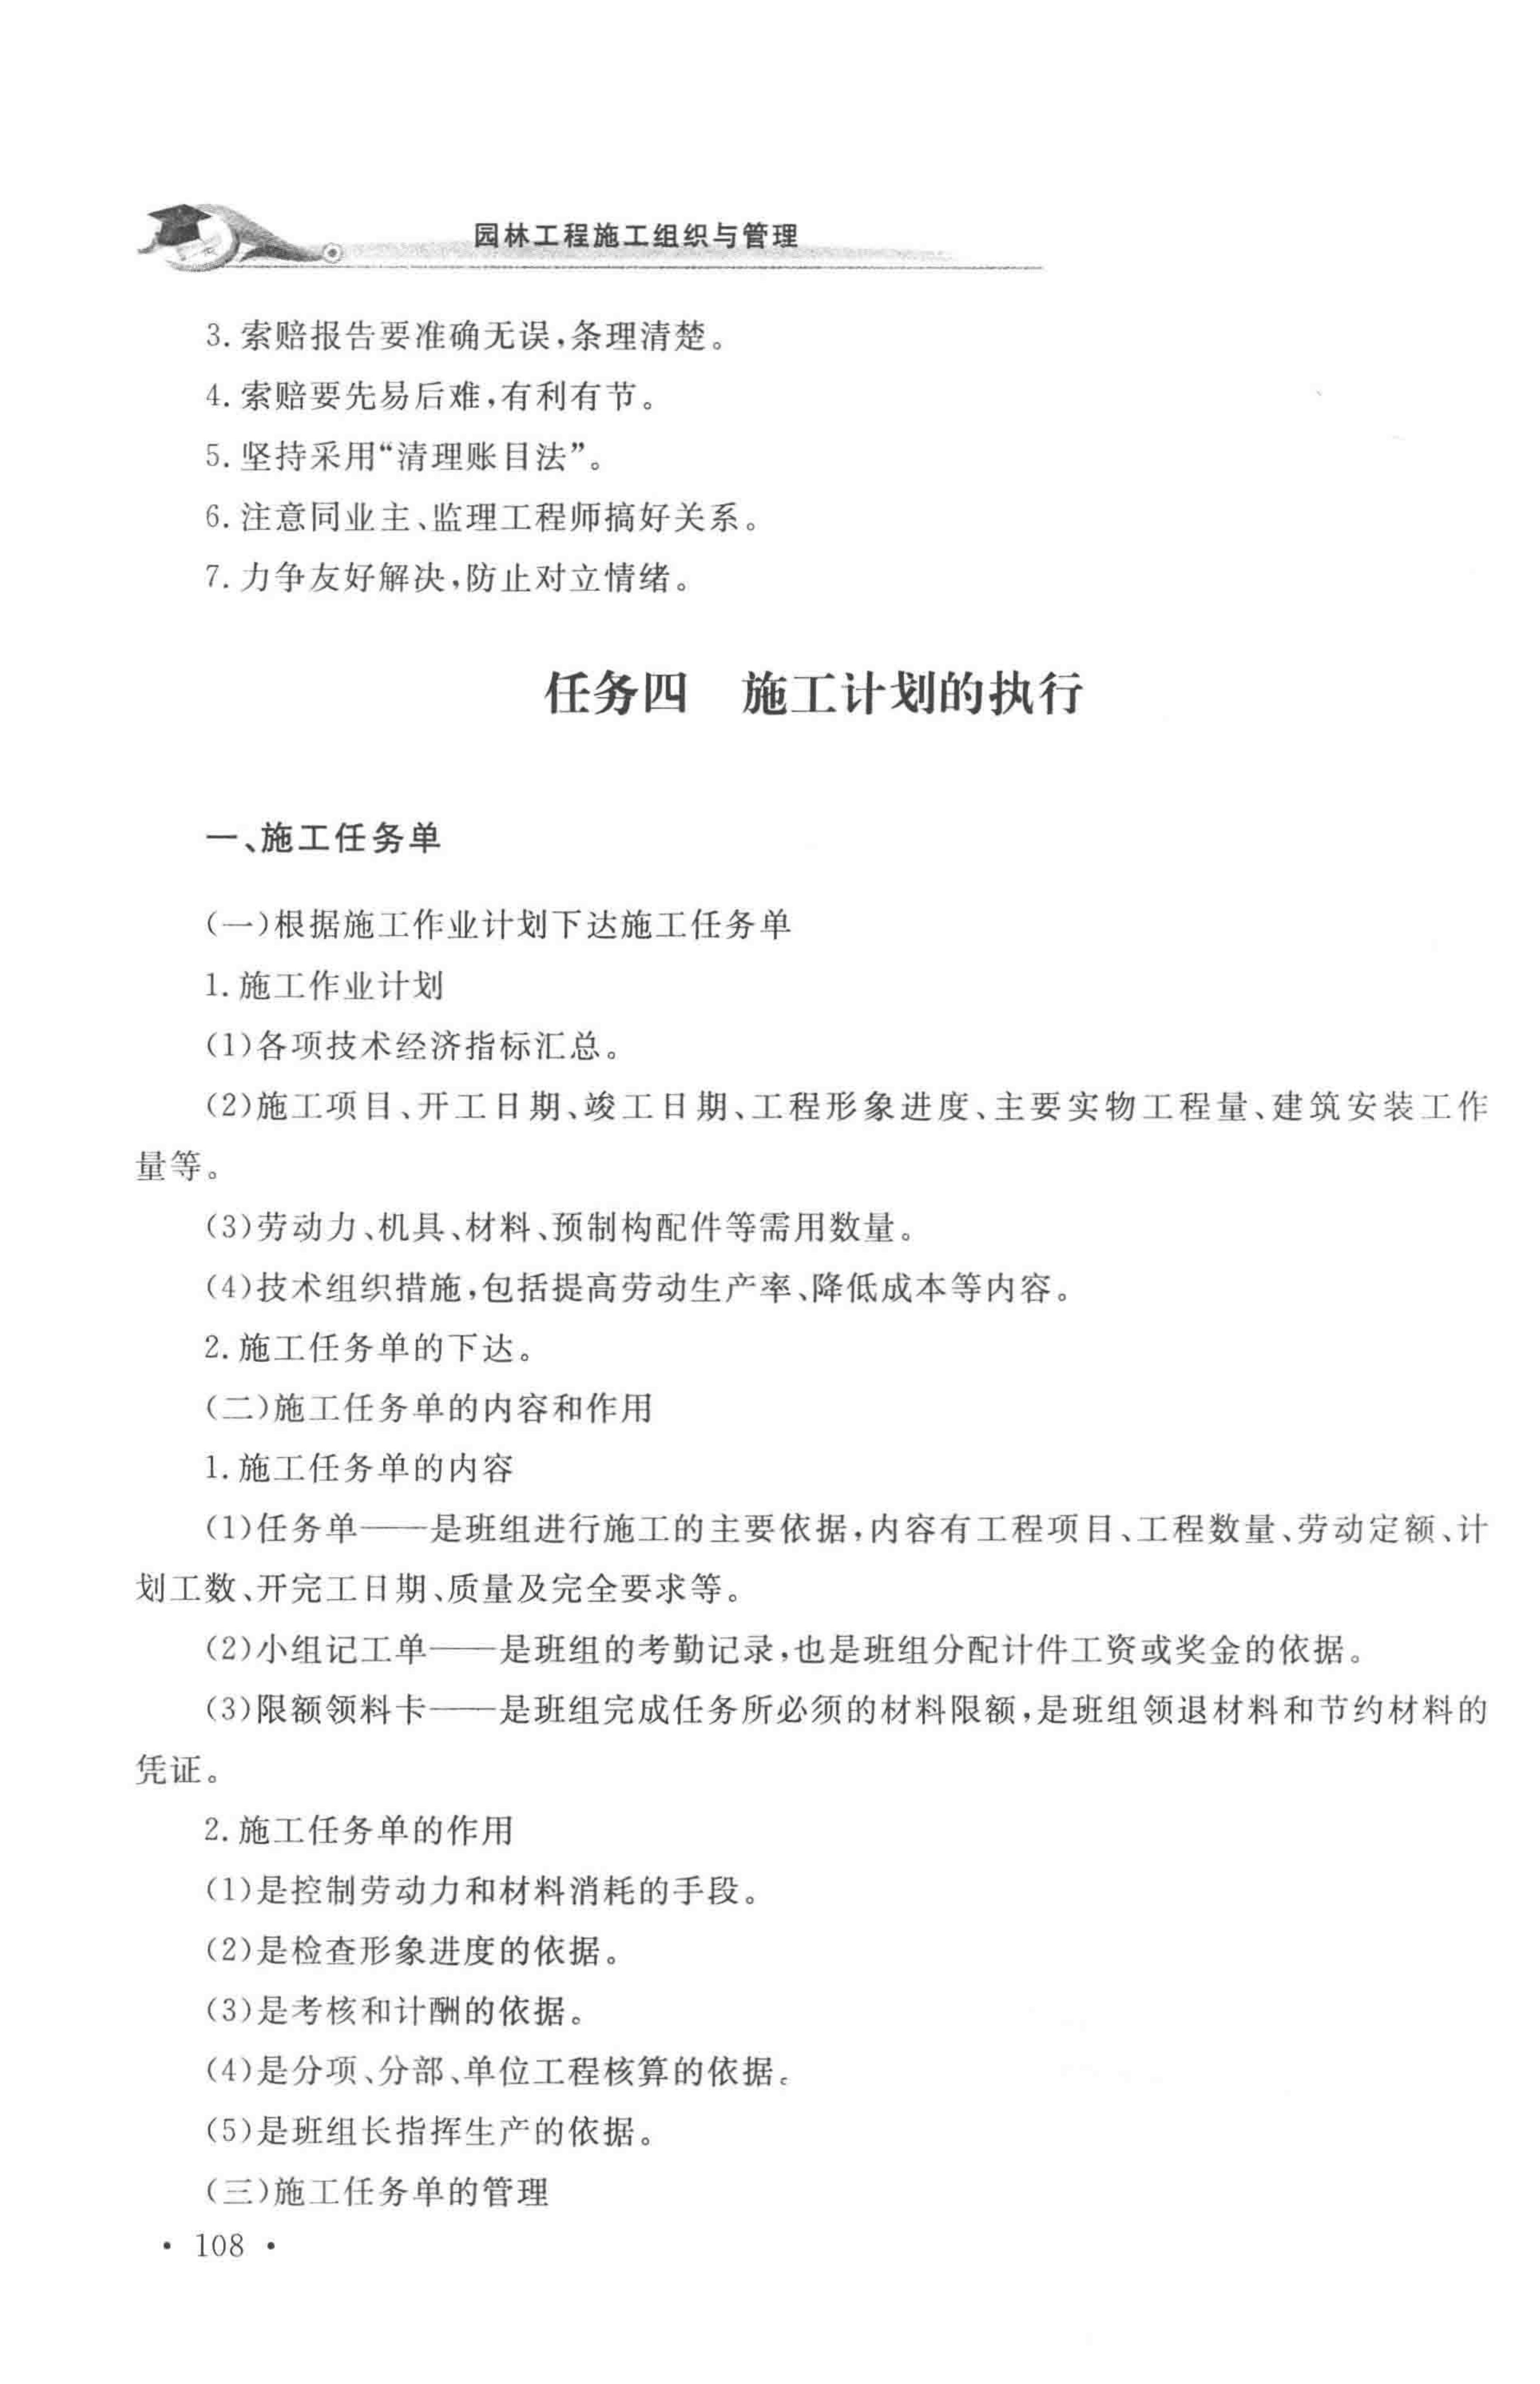 园林工程施工组织与管理
3. 索赔报告要准确无误，条理清楚。
4. 索赔要先易后难，有利有节。
5. 坚持采用“清理账目法”。
6. 注意同业主、监理工程师搞好关系。
7. 力争友好解决，防止对立情绪。
任务四　施工计划的执行
一、施工任务单
（一）根据施工作业计划下达施工任务单
1. 施工作业计划
（1）各项技术经济指标汇总。
（2）施工项目、开工日期、竣工日期、工程形象进度、主要实物工程量、建筑安装工作
量等。
（3）劳动力、机具、材料、预制构配件等需用数量。
（4）技术组织措施，包括提高劳动生产率、降低成本等内容。
2. 施工任务单的下达。
（二）施工任务单的内容和作用
1. 施工任务单的内容
（1）任务单——是班组进行施工的主要依据，内容有工程项目、工程数量、劳动定额、计
划工数、开完工日期、质量及完全要求等。
（2）小组记工单——是班组的考勤记录，也是班组分配计件工资或奖金的依据。
（3）限额领料卡——是班组完成任务所必须的材料限额，是班组领退材料和节约材料的
凭证。
2. 施工任务单的作用
（1）是控制劳动力和材料消耗的手段。
（2）是检查形象进度的依据。
（3）是考核和计酬的依据。
（4）是分项、分部、单位工程核算的依据。
（5）是班组长指挥生产的依据。
（三）施工任务单的管理
· 108 ·